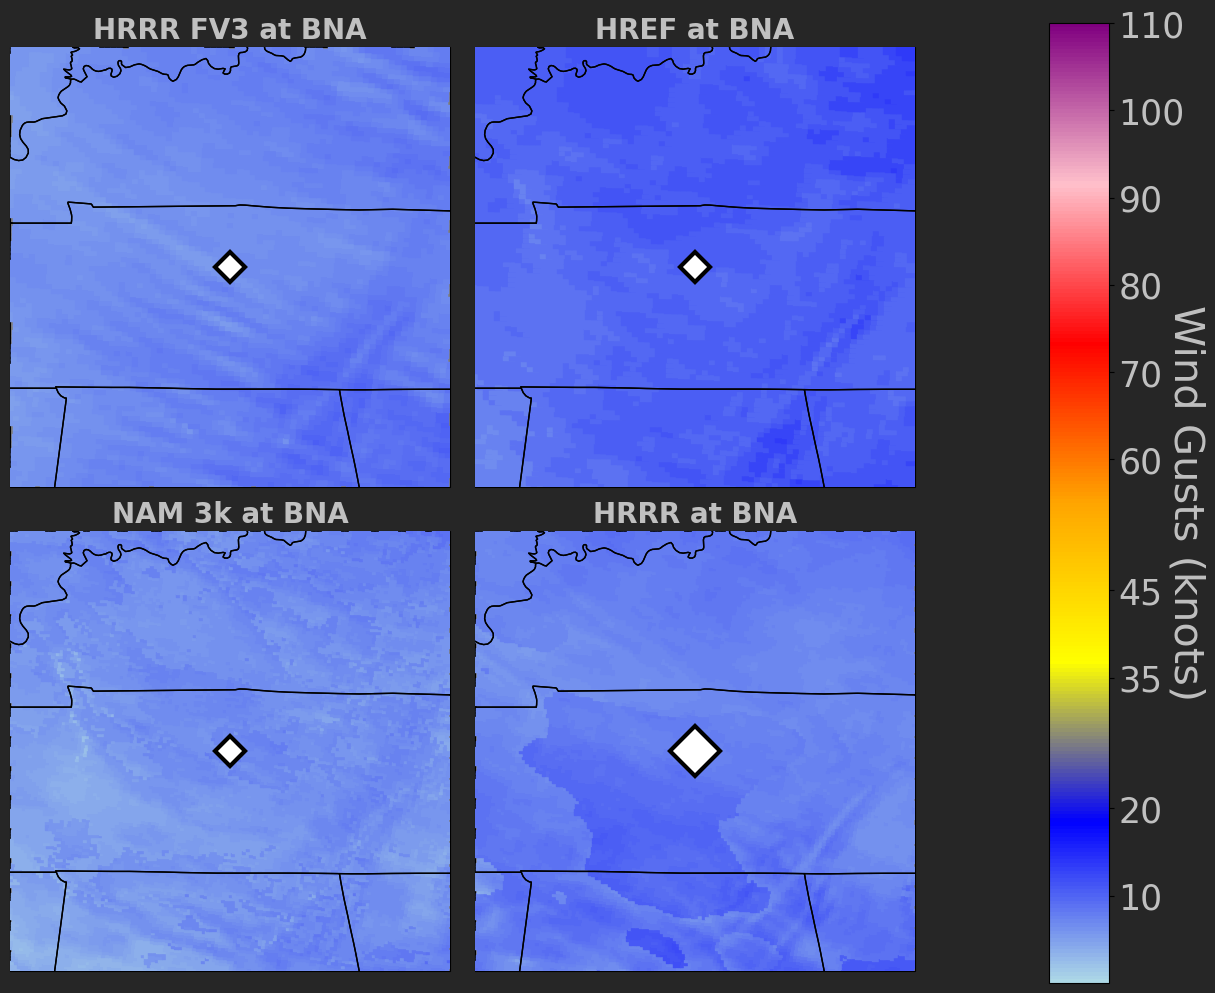 HRRR FV3 at BNA
HREF at BNA
NAM 3k at BNA
HRRR at BNA
110
100
90
80
70
60
45
35
20
10
Wind Gusts (knots)